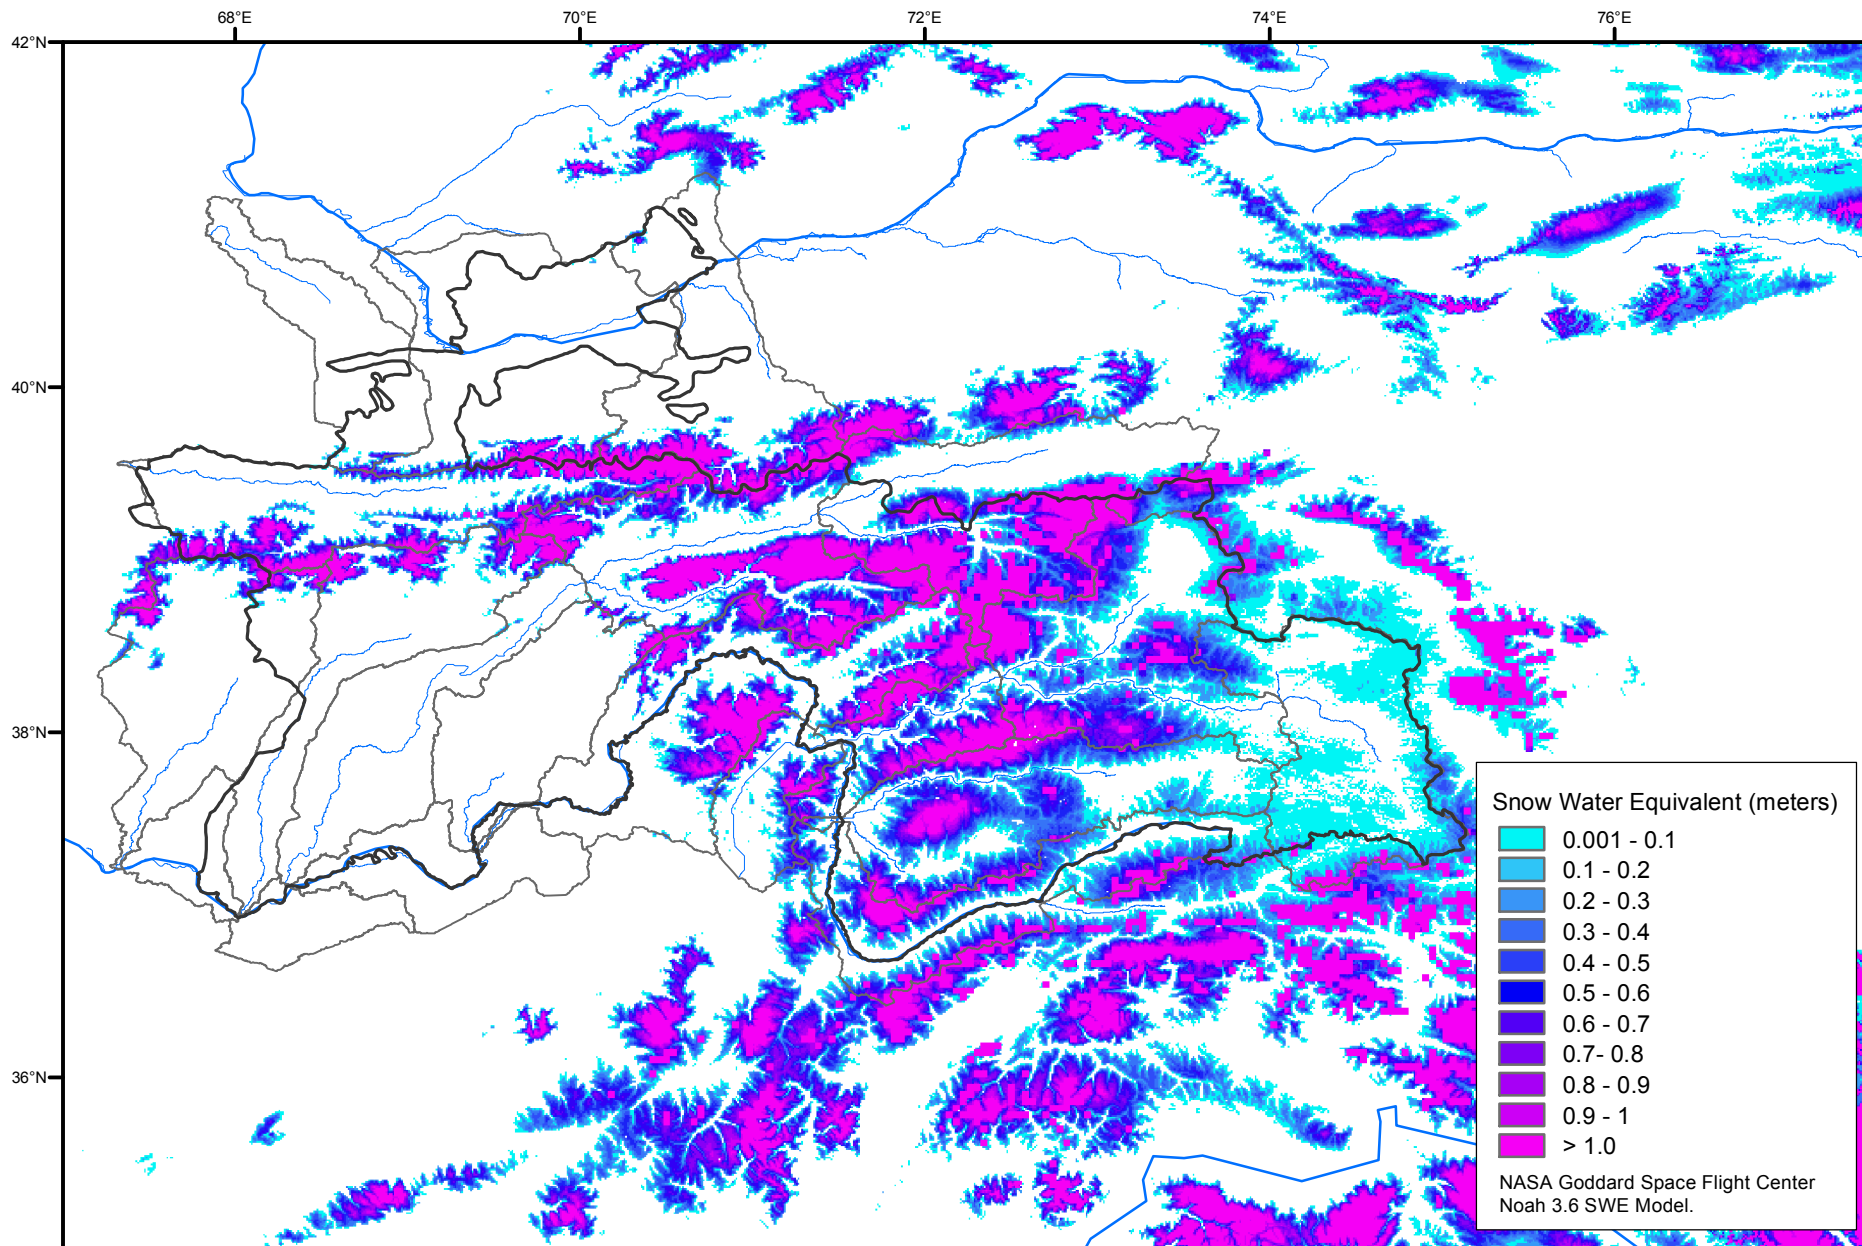 68°E 70°E 72°E 74°E 76°E
42°N
40°N
38°N
36°N
Snow Water Equivalent (meters)
0.001 - 0.1
0.1 - 0.2
0.2 - 0.3
0.3 - 0.4
0.4 - 0.5
0.5 - 0.6
0.6 - 0.7
0.7- 0.8
0.8 - 0.9
0.9 - 1
> 1.0
NASA Goddard Space Flight Center
Noah 3.6 SWE Model.